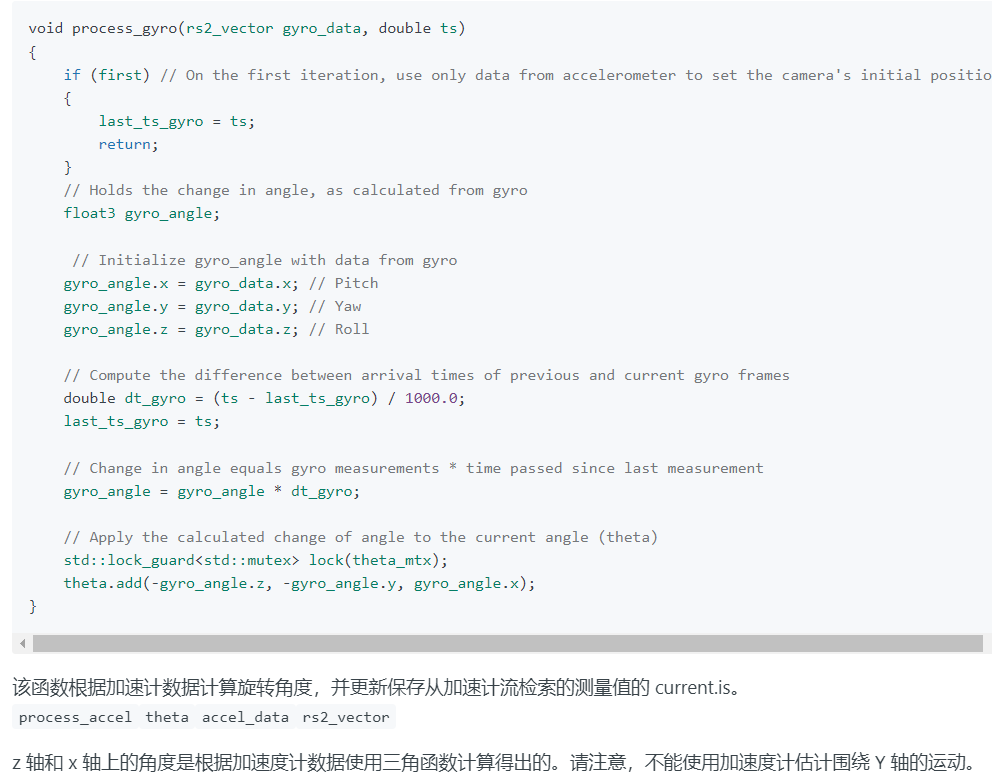 void process_gyro(rs2_vector gyro_data, double ts)
{
    if (first) // On the first iteration, use only data from accelerometer to set the camera's initial positio
    {
        last_ts_gyro = ts;
        return;
    }
    // Holds the change in angle, as calculated from gyro
    float3 gyro_angle;
     // Initialize gyro_angle with data from gyro
    gyro_angle.x = gyro_data.x; // Pitch
    gyro_angle.y = gyro_data.y; // Yaw
    gyro_angle.z = gyro_data.z; // Roll
    // Compute the difference between arrival times of previous and current gyro frames
    double dt_gyro = (ts - last_ts_gyro) / 1000.0;
    last_ts_gyro = ts;
    // Change in angle equals gyro measurements * time passed since last measurement
    gyro_angle = gyro_angle * dt_gyro;
    // Apply the calculated change of angle to the current angle (theta)
    std::lock_guard<std::mutex> lock(theta_mtx);
    theta.add(-gyro_angle.z, -gyro_angle.y, gyro_angle.x);
}
该函数根据加速计数据计算旋转角度，并更新保存从加速计流检索的测量值的 current.is。
process_accel theta accel_data rs2_vector
z 轴和 x 轴上的角度是根据加速度计数据使用三角函数计算得出的。请注意，不能使用加速度计估计围绕 Y 轴的运动。